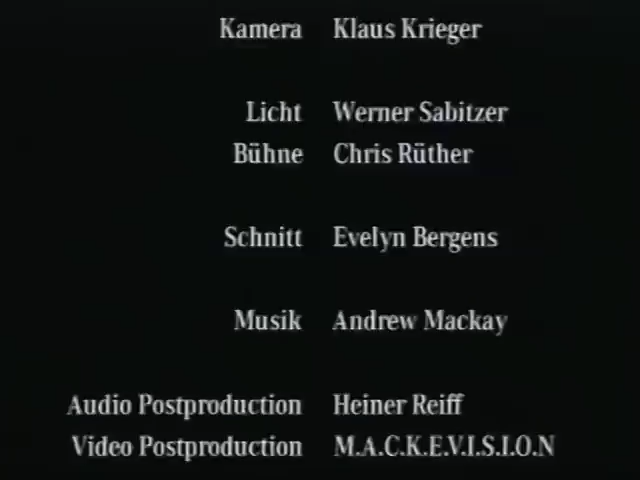 Kamera Klaus Krieger
Licht Werner Sabitzer
Bühne Chris Rüther
Schnitt Evelyn Bergens
Musik Andrew Mackay
Audio Postproduction Heiner Reiff
Video Postproduction M.A.C.K.E.V.I.S.I.O.N